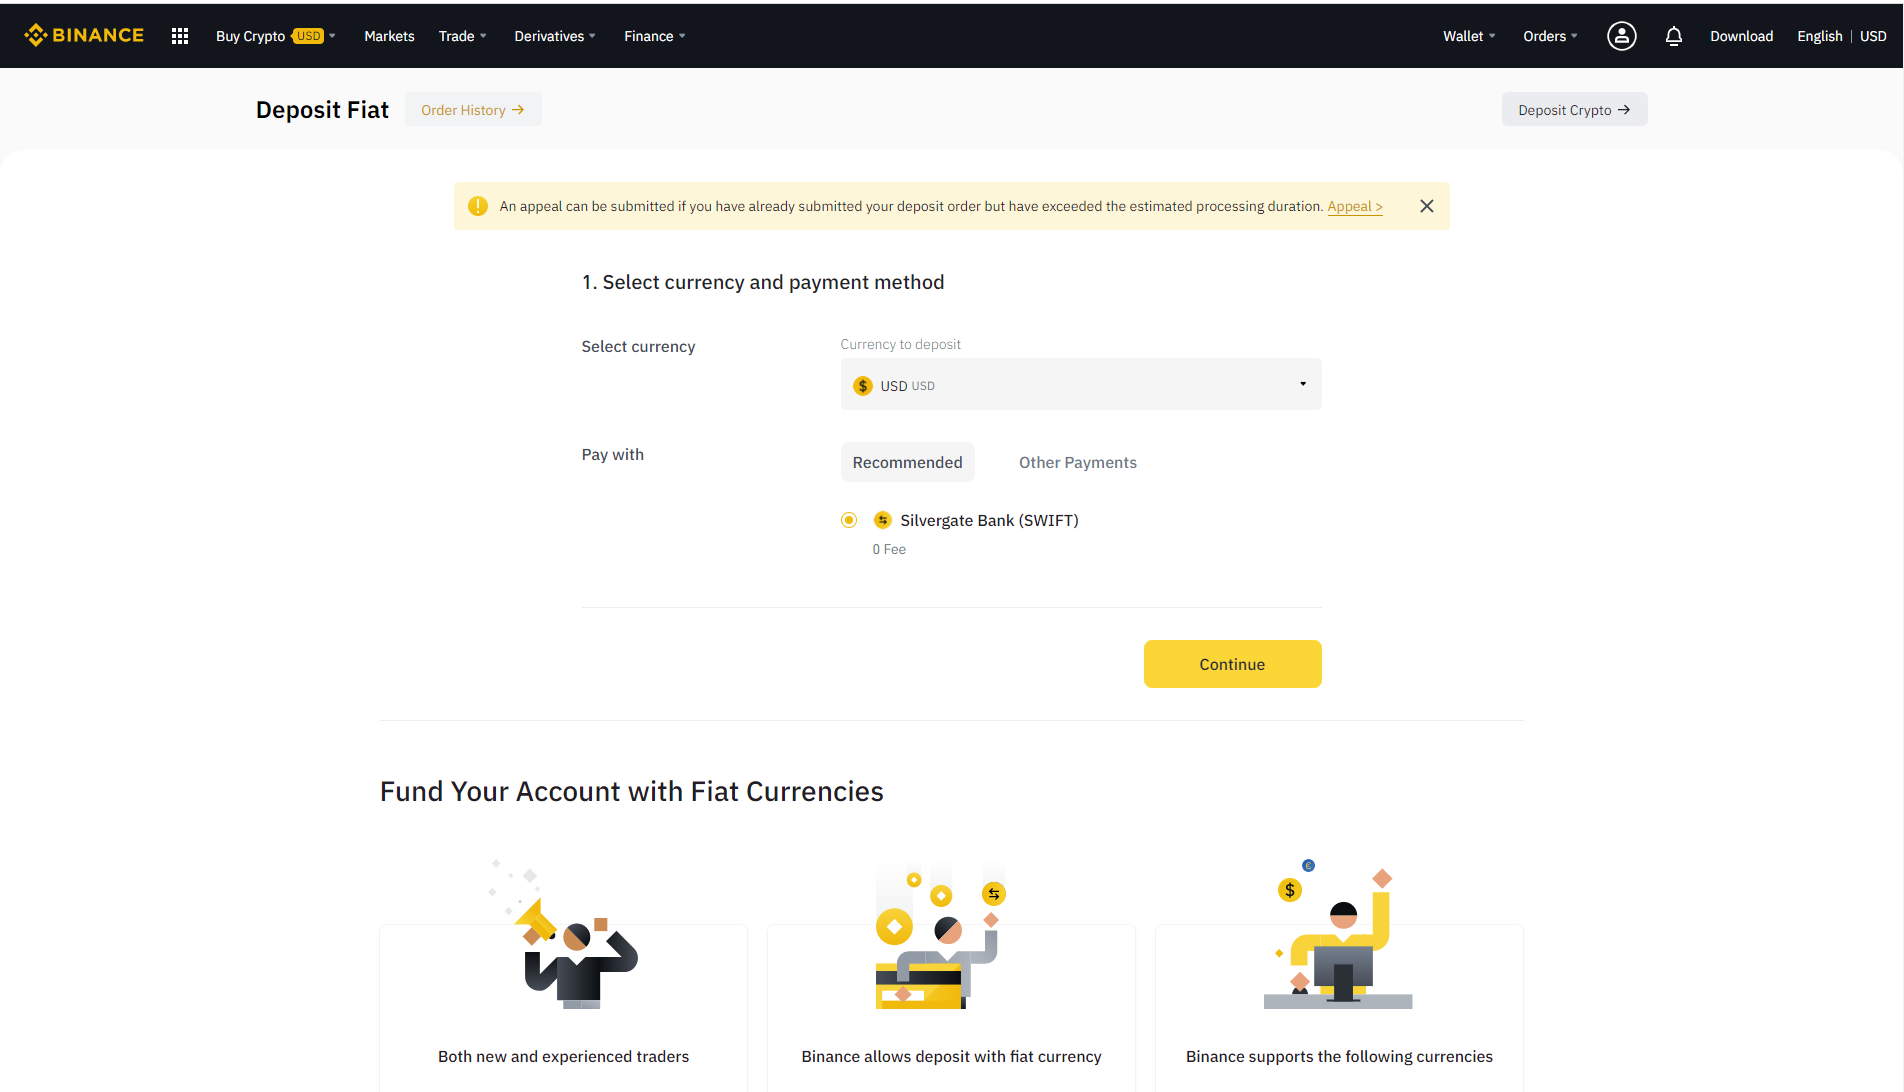 BINANCE
Buy Crypto USD
Markets
Trade
Derivatives
Finance
Wallet
Orders
Download
English | USD
Deposit Fiat
Order History →
Deposit Crypto →
An appeal can be submitted if you have already submitted your deposit order but have exceeded the estimated processing duration. Appeal >
1. Select currency and payment method
Select currency
Currency to deposit
$ USD USD
Pay with
Recommended
Other Payments
Silvergate Bank (SWIFT)
0 Fee
Continue
Fund Your Account with Fiat Currencies
€
$
Both new and experienced traders
Binance allows deposit with fiat currency
Binance supports the following currencies